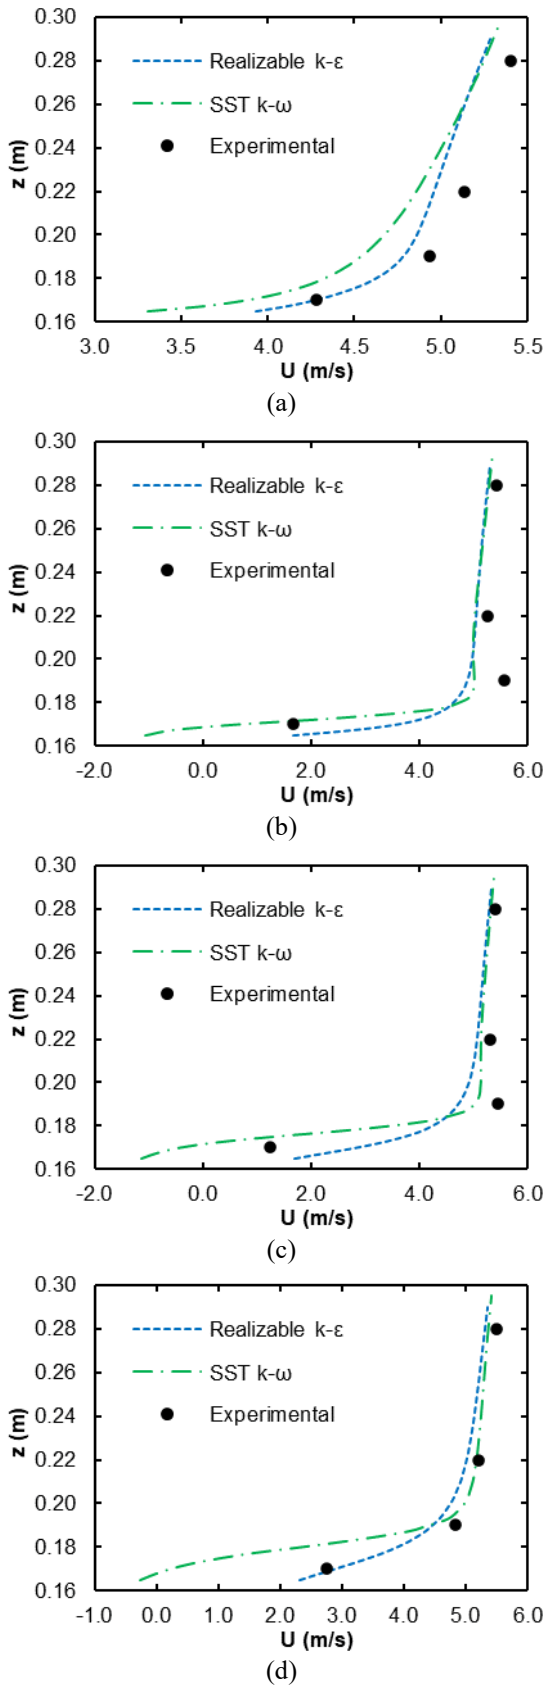 0.30
Realizable k-ε
0.28
SST k-ω
0.26
Experimental
0.24
z (m)
0.22
0.20
0.18
0.16
3.0 3.5 4.0 4.5 5.0 5.5
U (m/s)
(a)
0.30
Realizable k-ε
0.28
SST k-ω
0.26
Experimental
0.24
z (m)
0.22
0.20
0.18
0.16
-2.0 0.0 2.0 4.0 6.0
U (m/s)
(b)
0.30
Realizable k-ε
0.28
SST k-ω
0.26
Experimental
0.24
z (m)
0.22
0.20
0.18
0.16
-2.0 0.0 2.0 4.0 6.0
U (m/s)
(c)
0.30
Realizable k-ε
0.28
SST k-ω
0.26
Experimental
0.24
z (m)
0.22
0.20
0.18
0.16
-1.0 0.0 1.0 2.0 3.0 4.0 5.0 6.0
U (m/s)
(d)